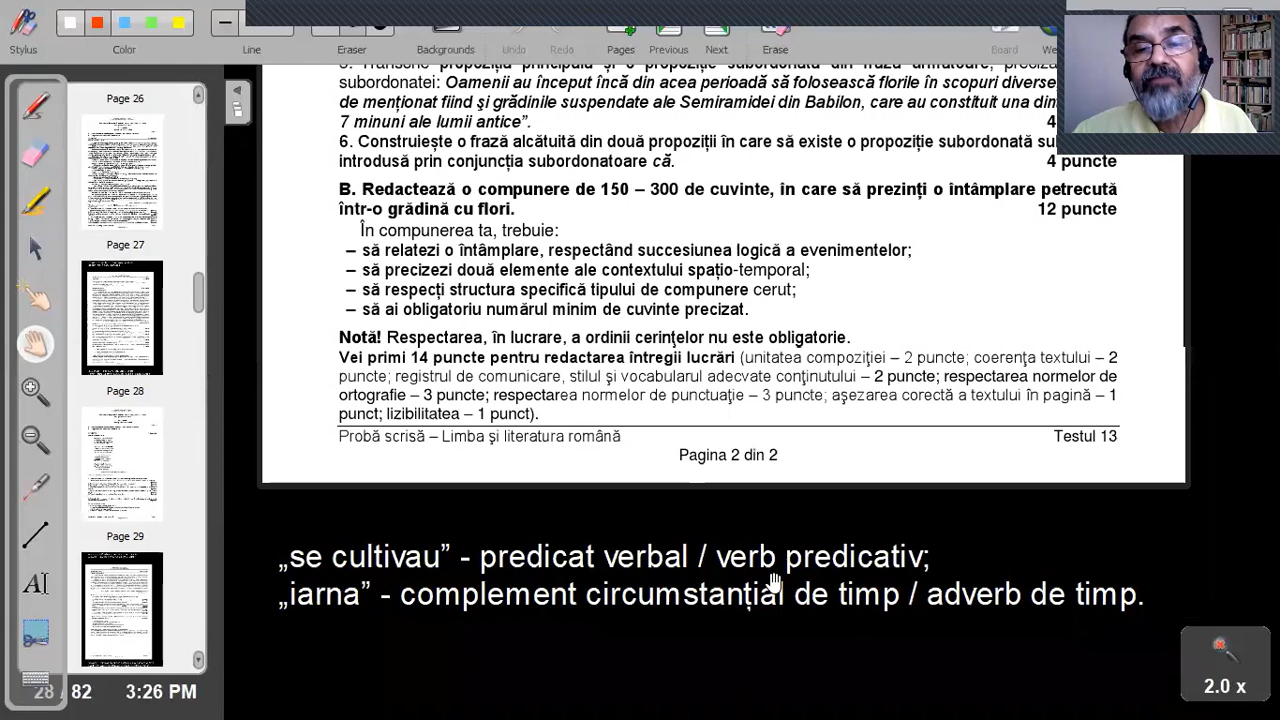 Stylus
Color
Line
Eraser
Backgrounds
Undo
Redo
Pages
Previous
Next
Erase
Board
Page 26
Page 27
Page 28
Page 29
28 / 82 3:26 PM
subordonatei: Oamenii au început încă din acea perioadă să folosească florile în scopuri diverse
de menționat fiind și grădinile suspendate ale Semiramidei din Babilon, care au constituit una din
7 minuni ale lumii antice”. 4
6. Construiește o frază alcătuită din două propoziții în care să existe o propoziție subordonată
introdusă prin conjuncția subordonatoare că. 4 puncte
B. Redactează o compunere de 150 – 300 de cuvinte, în care să prezinți o întâmplare petrecută
într-o grădină cu flori. 12 puncte
În compunerea ta, trebuie:
– să relatezi o întâmplare, respectând succesiunea logică a evenimentelor;
– să precizezi două elemente ale contextului spațio-temporal;
– să respecți structura specifică tipului de compunere cerut;
– să ai obligatoriu numărul minim de cuvinte precizat.
Notă! Respectarea, în lucrare, a ordinii cerințelor nu este obligatorie.
Vei primi 14 puncte pentru redactarea întregii lucrări (unitatea compoziției – 2 puncte; coerența textului – 2
puncte; registrul de comunicare, stilul și vocabularul adecvate conținutului – 2 puncte; respectarea normelor de
ortografie – 3 puncte; respectarea normelor de punctuație – 3 puncte; așezarea corectă a textului în pagină – 1
punct; lizibilitatea – 1 punct).
Probă scrisă – Limba și literatura română Testul 13
Pagina 2 din 2
„se cultivau” - predicat verbal / verb predicativ;
„iarna” - complement circumstanțial de timp / adverb de timp.
2.0 x